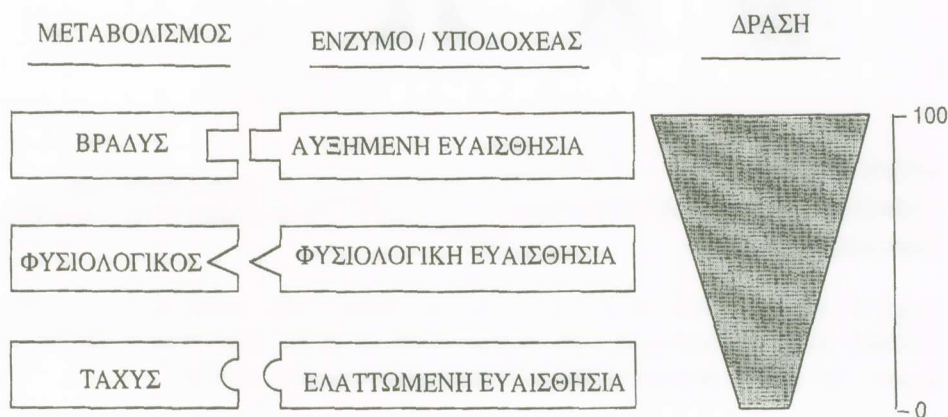 ΜΕΤΑΒΟΛΙΣΜΟΣ ΕΝΖΥΜΟ / ΥΠΟΔΟΧΕΑΣ ΔΡΑΣΗ
ΒΡΑΔΥΣ ΑΥΞΗΜΕΝΗ ΕΥΑΙΣΘΗΣΙΑ 100
ΦΥΣΙΟΛΟΓΙΚΟΣ ΦΥΣΙΟΛΟΓΙΚΗ ΕΥΑΙΣΘΗΣΙΑ
ΤΑΧΥΣ ΕΛΑΤΤΩΜΕΝΗ ΕΥΑΙΣΘΗΣΙΑ 0